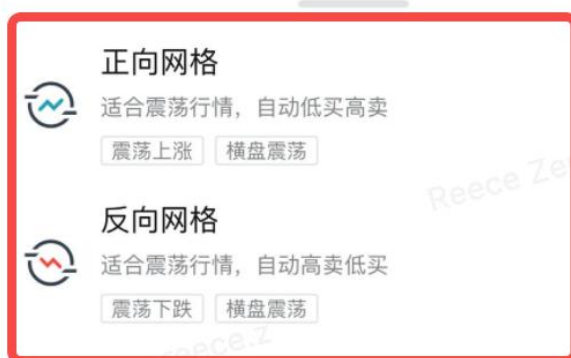 正向网格
适合震荡行情，自动低买高卖
震荡上涨 横盘震荡
Reece Zen
反向网格
适合震荡行情，自动高卖低买
震荡下跌 横盘震荡
reece.z